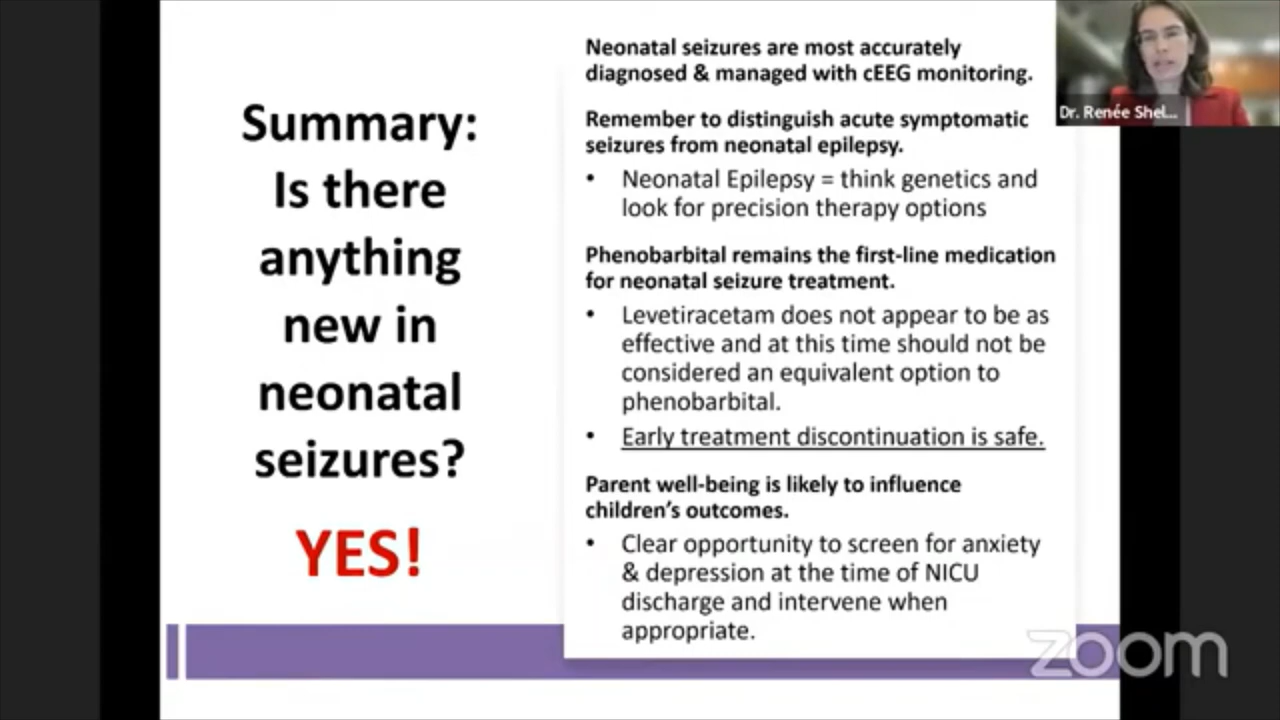 Summary:
Is there
anything
new in
neonatal
seizures?
YES!
Neonatal seizures are most accurately
diagnosed & managed with cEEG monitoring.
Remember to distinguish acute symptomatic
seizures from neonatal epilepsy.
• Neonatal Epilepsy = think genetics and
look for precision therapy options
Phenobarbital remains the first-line medication
for neonatal seizure treatment.
• Levetiracetam does not appear to be as
effective and at this time should not be
considered an equivalent option to
phenobarbital.
• Early treatment discontinuation is safe.
Parent well-being is likely to influence
children’s outcomes.
• Clear opportunity to screen for anxiety
& depression at the time of NICU
discharge and intervene when
appropriate.
Dr. Renée Shel...
zoom